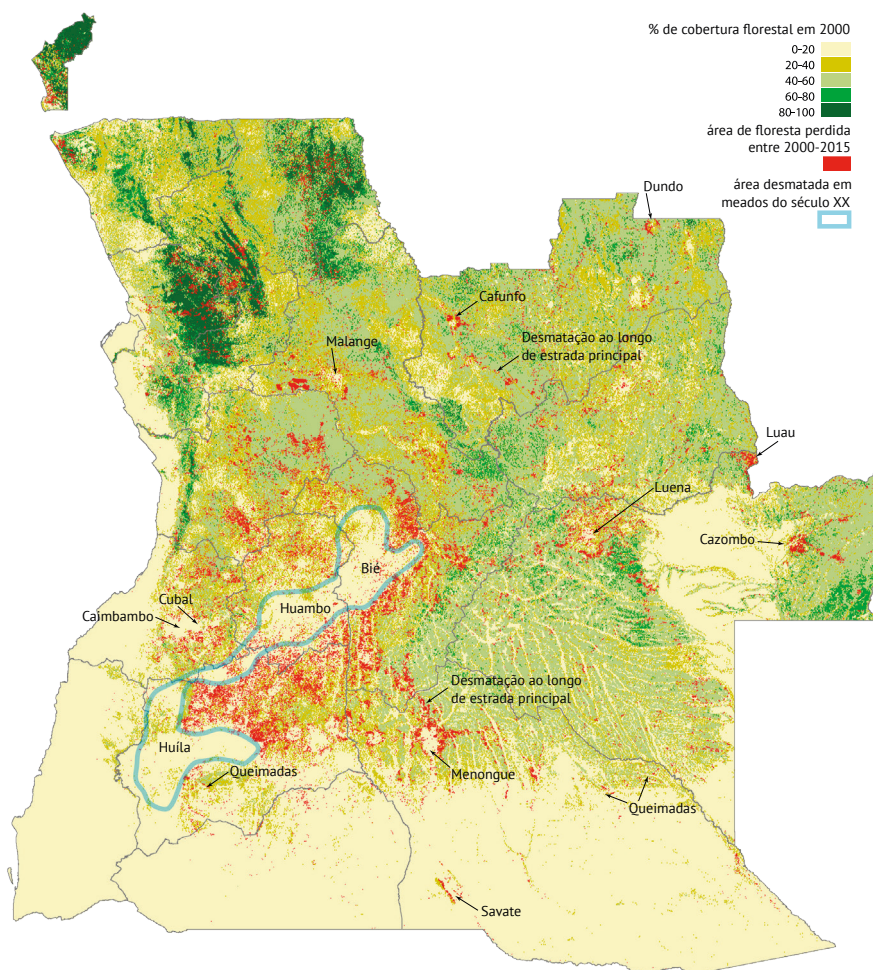 % de cobertura florestal em 2000
0-20
20-40
40-60
60-80
80-100
área de floresta perdida
entre 2000-2015
área desmatada em
meados do século XX
Dundo
Cafunfo
Desmatação ao longo
de estrada principal
Malange
Luau
Luena
Cazombo
Bié
Cubal
Huambo
Caimbambo
Desmatação ao longo
de estrada principal
Huíla
Queimadas
Menongue
Queimadas
Savate